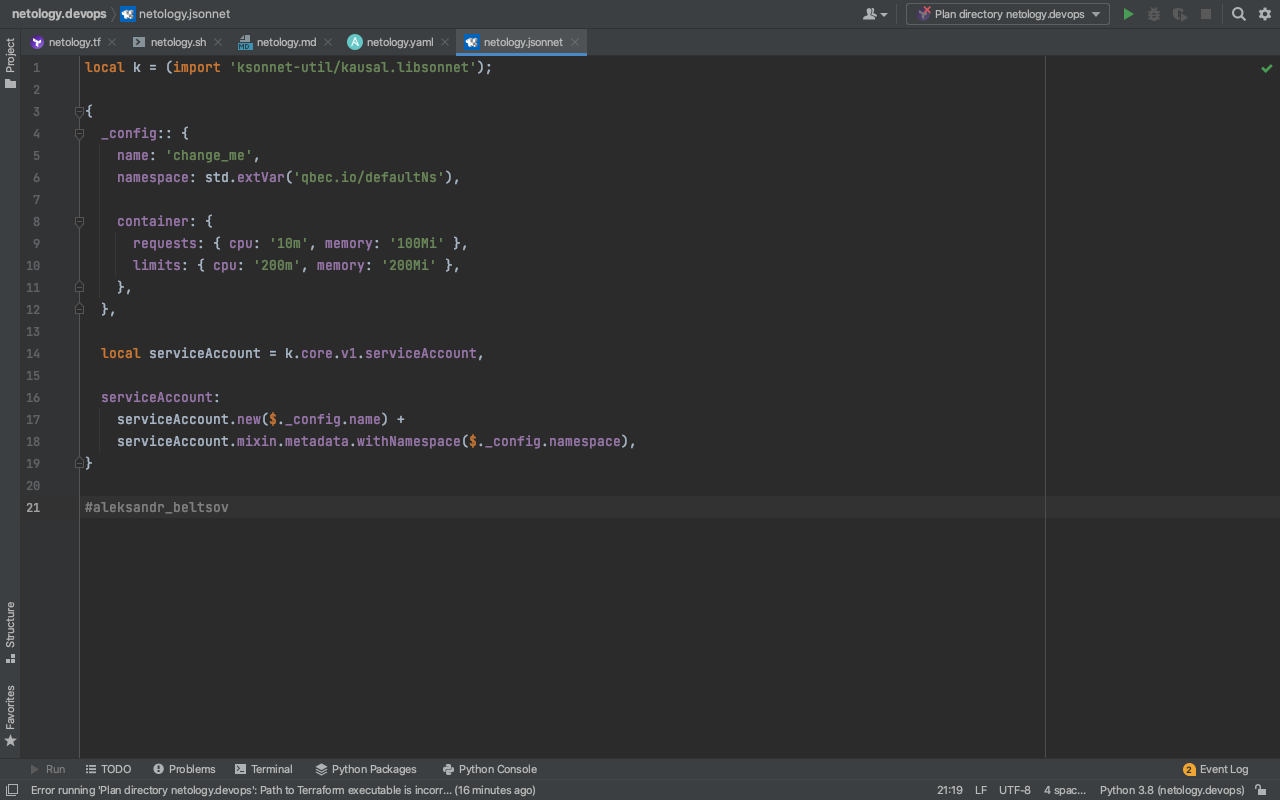 netology.devops netology.jsonnet Plan directory netology.devops
netology.tf netology.sh netology.md netology.yaml netology.jsonnet
Project
1 local k = (import 'ksonnet-util/kausal.libsonnet');
2
3 {
4 _config:: {
5 name: 'change_me',
6 namespace: std.extVar('qbec.io/defaultNs'),
7
8 container: {
9 requests: { cpu: '10m', memory: '100Mi' },
10 limits: { cpu: '200m', memory: '200Mi' },
11 },
12 },
13
14 local serviceAccount = k.core.v1.serviceAccount,
15
16 serviceAccount:
17 serviceAccount.new($._config.name) +
18 serviceAccount.mixin.metadata.withNamespace($._config.namespace),
19 }
20
21 #aleksandr_beltsov
Structure
Favorites
Run TODO Problems Terminal Python Packages Python Console 2 Event Log
Error running 'Plan directory netology.devops': Path to Terraform executable is incorr... (16 minutes ago) 21:19 LF UTF-8 4 spac... Python 3.8 (netology.devops)